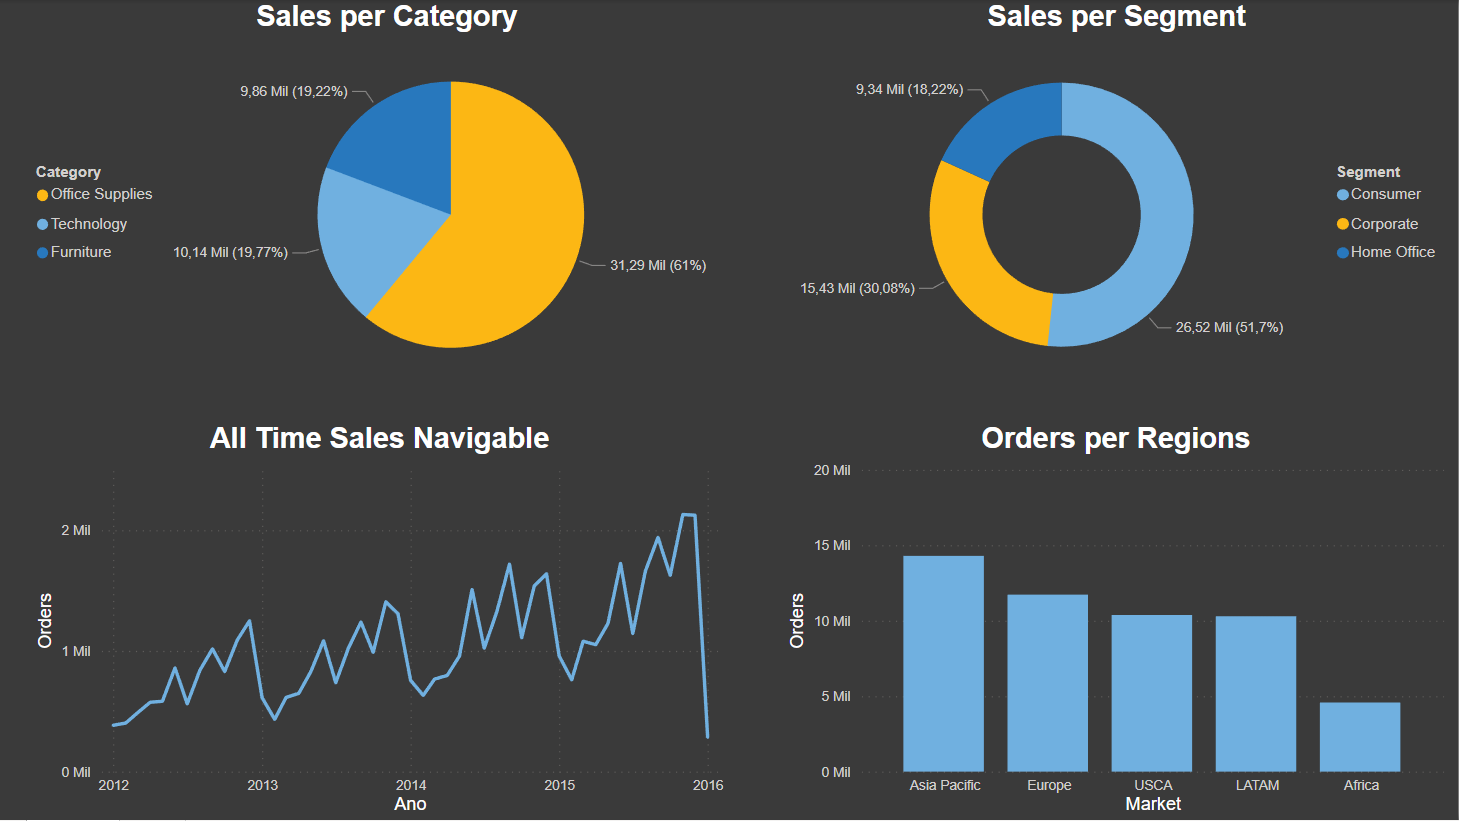 Sales per Category
9,86 Mil (19,22%)
Category
Office Supplies
Technology
Furniture
10,14 Mil (19,77%)
31,29 Mil (61%)
Sales per Segment
9,34 Mil (18,22%)
Segment
Consumer
Corporate
Home Office
15,43 Mil (30,08%)
26,52 Mil (51,7%)
All Time Sales Navigable
2 Mil
1 Mil
0 Mil
Orders
2012 2013 2014 2015 2016
Ano
Orders per Regions
20 Mil
15 Mil
10 Mil
5 Mil
0 Mil
Orders
Asia Pacific Europe USCA LATAM Africa
Market